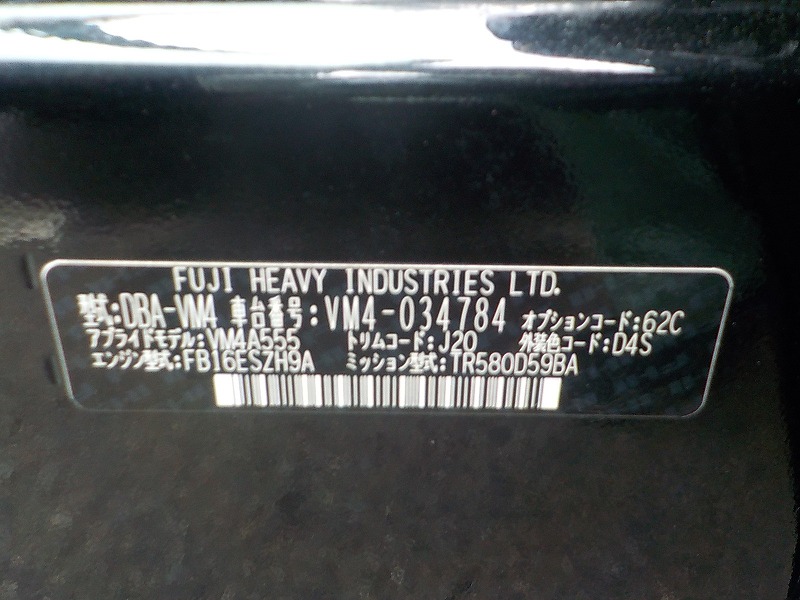 FUJI HEAVY INDUSTRIES LTD.
型式:DBA-VM4 車台番号:VM4-034784 オプションコード:62C
アプライドモデル:VM4A555 トリムコード:J20 外装色コード:D4S
エンジン型式:FB16ESZH9A ミッション型式:TR580D59BA